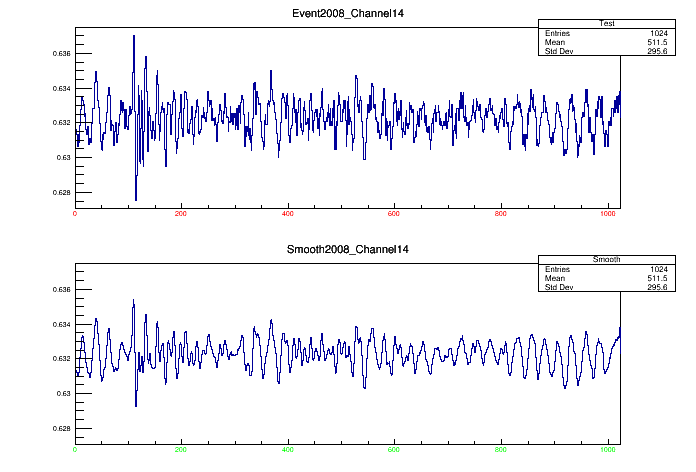 Event2008_Channel14
Test
Entries 1024
Mean 511.5
Std Dev 295.6
0.636
0.634
0.632
0.63
0.628
0 200 400 600 800 1000
Smooth2008_Channel14
Smooth
Entries 1024
Mean 511.5
Std Dev 295.6
0.636
0.634
0.632
0.63
0.628
0 200 400 600 800 1000